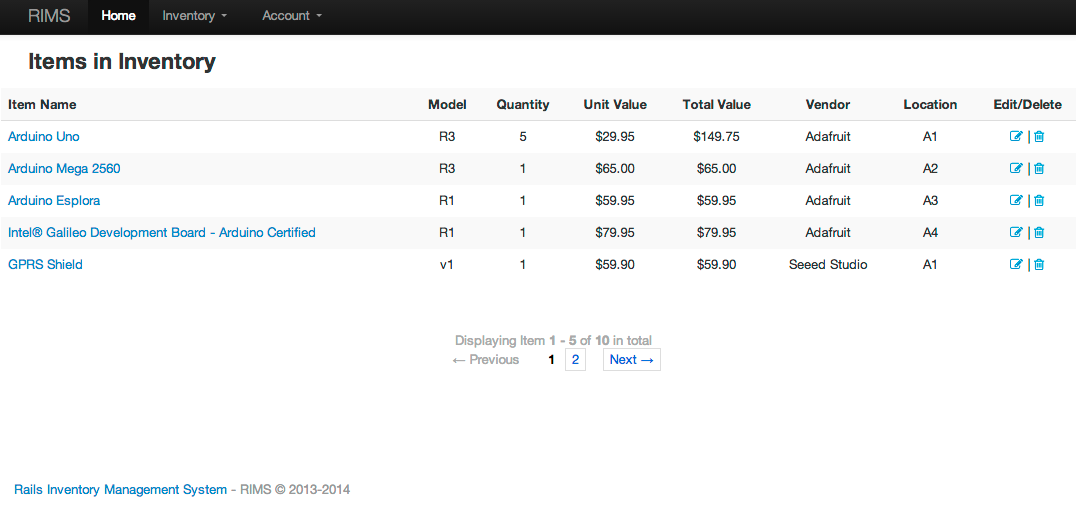 RIMS Home Inventory Account
Items in Inventory
Item Name Model Quantity Unit Value Total Value Vendor Location Edit/Delete
Arduino Uno R3 5 $29.95 $149.75 Adafruit A1 |
Arduino Mega 2560 R3 1 $65.00 $65.00 Adafruit A2 |
Arduino Esplora R1 1 $59.95 $59.95 Adafruit A3 |
Intel® Galileo Development Board - Arduino Certified R1 1 $79.95 $79.95 Adafruit A4 |
GPRS Shield v1 1 $59.90 $59.90 Seeed Studio A1 |
Displaying Item 1 - 5 of 10 in total
← Previous 1 2 Next →
Rails Inventory Management System - RIMS © 2013-2014